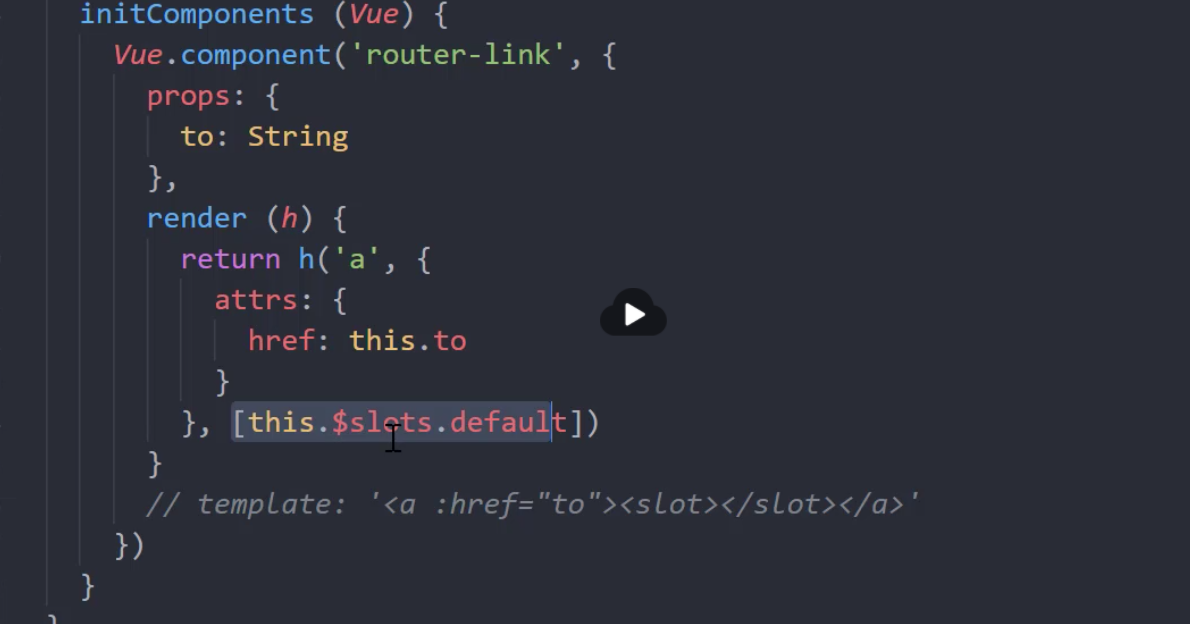 initComponents (Vue) {
Vue.component('router-link', {
props: {
to: String
},
render (h) {
return h('a', {
attrs: {
href: this.to
}
}, [this.$slots.default])
}
// template: '<a :href="to"><slot></slot></a>'
})
}
}